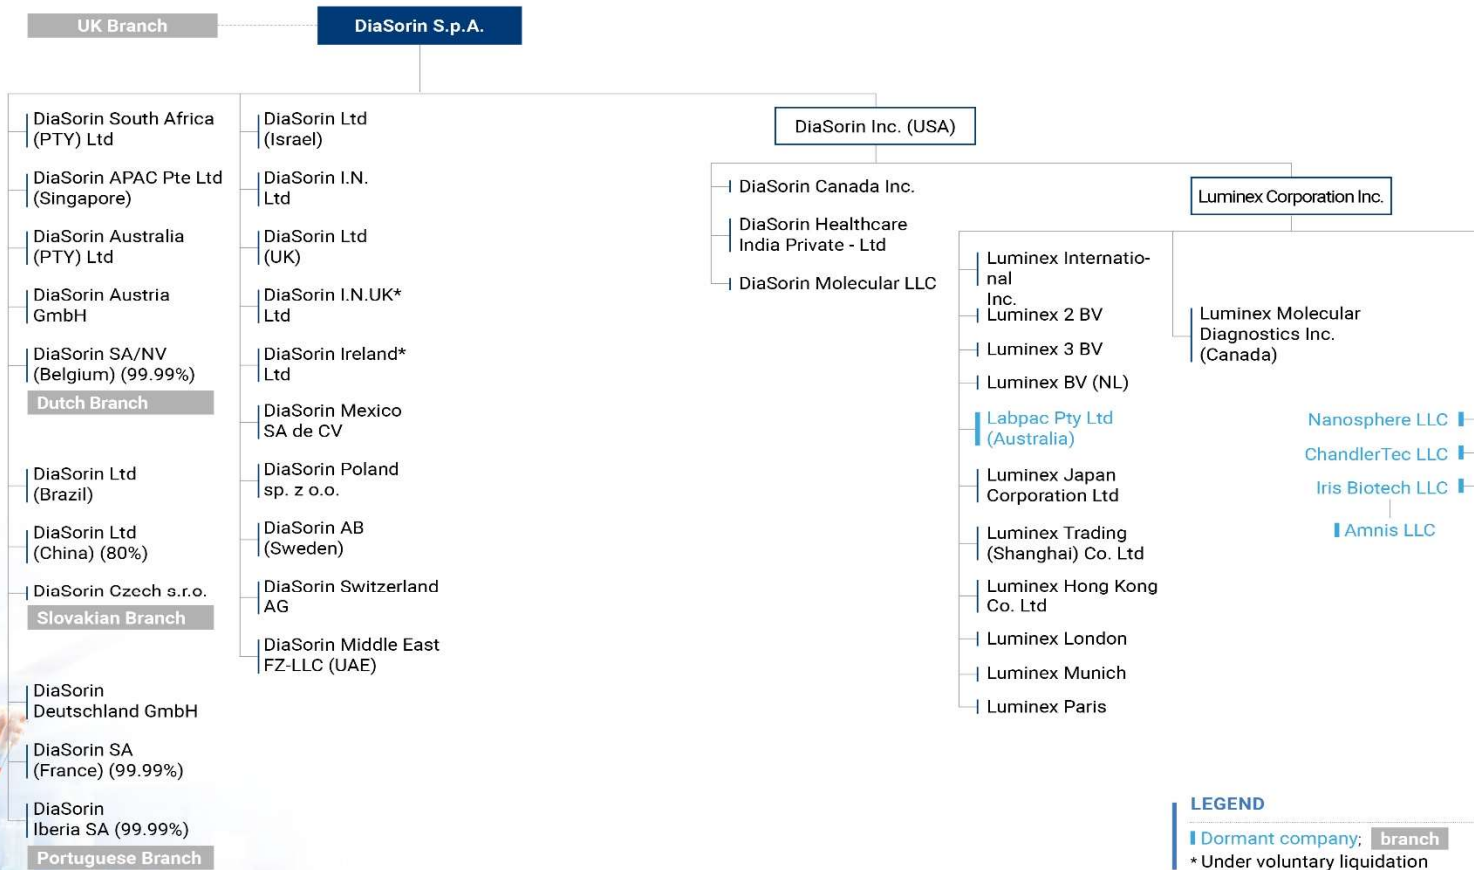 UK Branch
DiaSorin S.p.A.
DiaSorin South Africa
(PTY) Ltd
DiaSorin APAC Pte Ltd
(Singapore)
DiaSorin Australia
(PTY) Ltd
DiaSorin Austria
GmbH
DiaSorin SA/NV
(Belgium) (99.99%)
Dutch Branch
DiaSorin Ltd
(Brazil)
DiaSorin Ltd
(China) (80%)
DiaSorin Czech s.r.o.
Slovakian Branch
DiaSorin
Deutschland GmbH
DiaSorin SA
(France) (99.99%)
DiaSorin
Iberia SA (99.99%)
Portuguese Branch
DiaSorin Ltd
(Israel)
DiaSorin I.N.
Ltd
DiaSorin Ltd
(UK)
DiaSorin I.N.UK*
Ltd
DiaSorin Ireland*
Ltd
DiaSorin Mexico
SA de CV
DiaSorin Poland
sp. z o.o.
DiaSorin AB
(Sweden)
DiaSorin Switzerland
AG
DiaSorin Middle East
FZ-LLC (UAE)
DiaSorin Inc. (USA)
DiaSorin Canada Inc.
DiaSorin Healthcare
India Private - Ltd
DiaSorin Molecular LLC
Luminex Corporation Inc.
Luminex Internatio-
nal
Inc.
Luminex 2 BV
Luminex 3 BV
Luminex BV (NL)
Labpac Pty Ltd
(Australia)
Luminex Japan
Corporation Ltd
Luminex Trading
(Shanghai) Co. Ltd
Luminex Hong Kong
Co. Ltd
Luminex London
Luminex Munich
Luminex Paris
Luminex Molecular
Diagnostics Inc.
(Canada)
Nanosphere LLC
ChandlerTec LLC
Iris Biotech LLC
Amnis LLC
LEGEND
Dormant company; branch
* Under voluntary liquidation